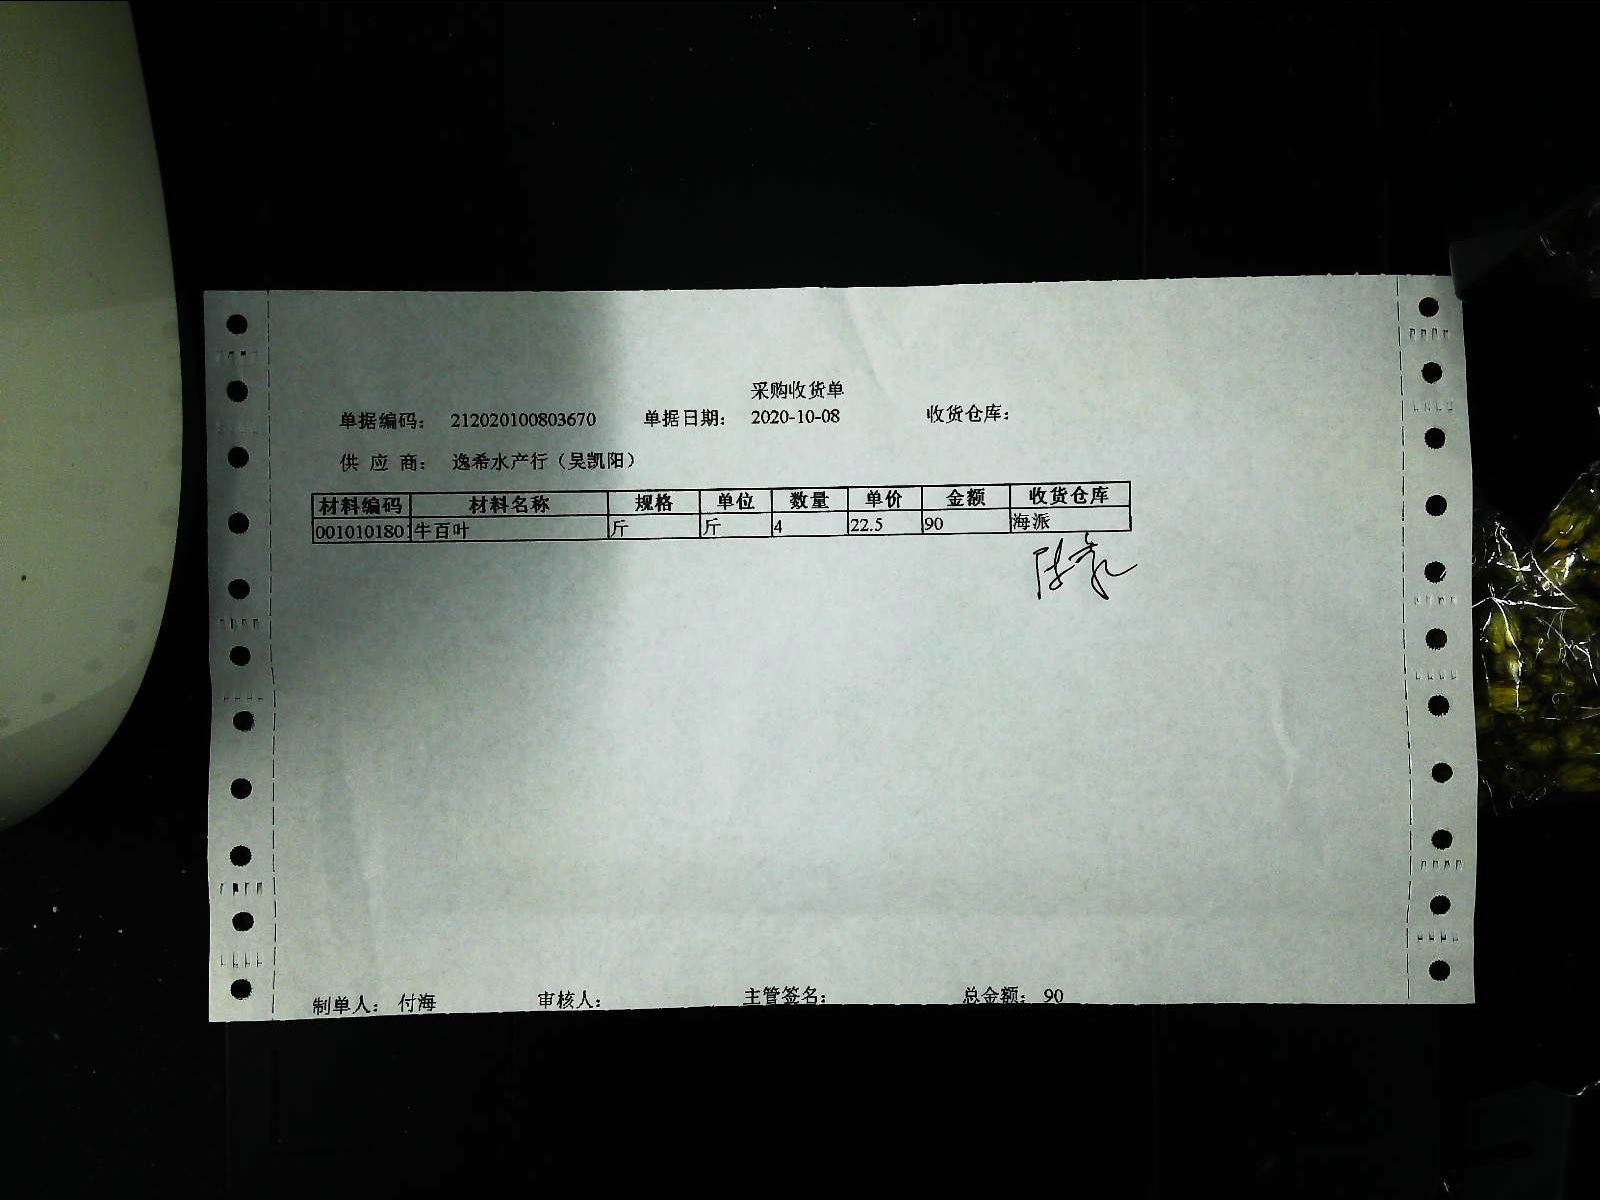 采购收货单
单据编码： 212020100803670 单据日期： 2020-10-08 收货仓库：
供 应 商： 逸希水产行（吴凯阳）
材料编码 材料名称 规格 单位 数量 单价 金额 收货仓库
001010180 牛百叶 斤 斤 4 22.5 90 海派
制单人： 付海 审核人： 主管签名： 总金额： 90